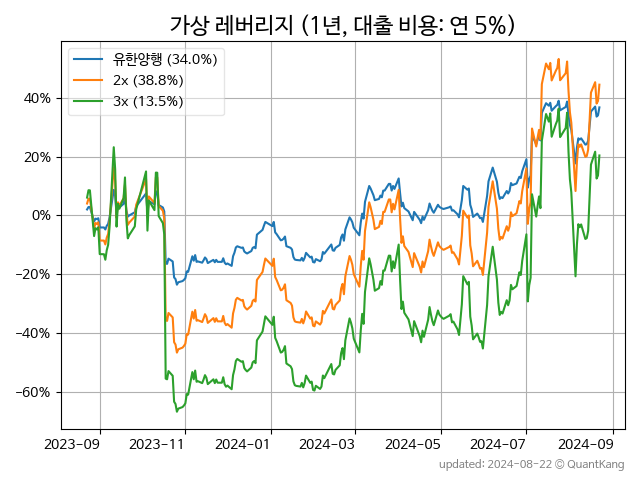 가상 레버리지 (1년, 대출 비용: 연 5%)
유한양행 (34.0%)
2x (38.8%)
3x (13.5%)
40%
20%
0%
−20%
−40%
−60%
2023-09 2023-11 2024-01 2024-03 2024-05 2024-07 2024-09
updated: 2024-08-22 © QuantKang